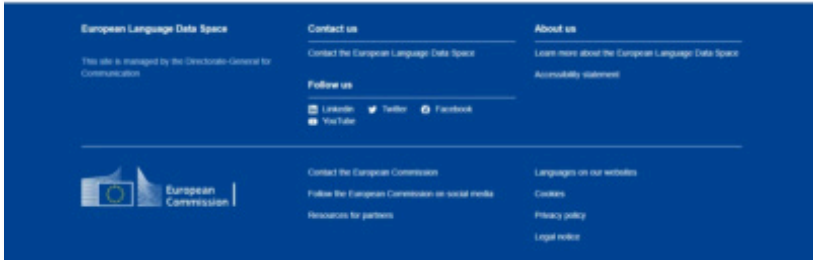 European Language Data Space
This site is managed by the Directorate-General for
Communication
Contact us
Contact the European Language Data Space
Follow us
LinkedIn Twitter Facebook
YouTube
About us
Learn more about the European Language Data Space
Accessibility statement
European
Commission
Contact the European Commission
Follow the European Commission on social media
Resources for partners
Languages on our websites
Cookies
Privacy policy
Legal notice